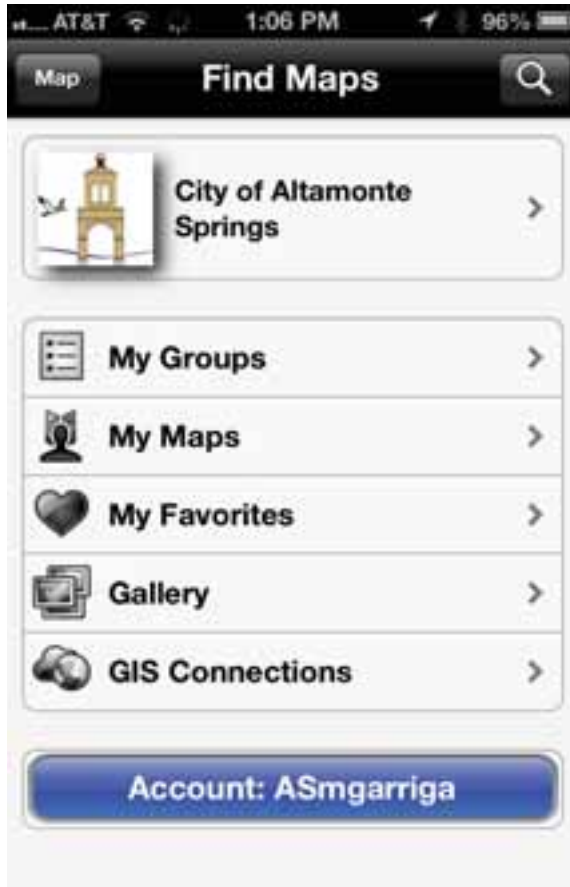 AT&T 1:06 PM 96%
Map Find Maps
City of Altamonte
Springs
My Groups
My Maps
My Favorites
Gallery
GIS Connections
Account: ASmgarriga